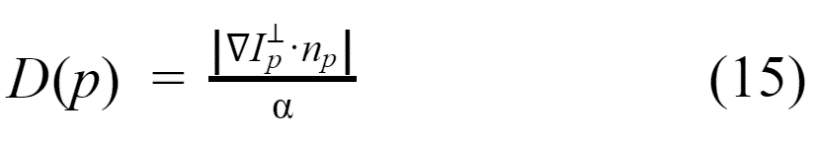 D(p) = |∇I_p^⊥·n_p| / α (15)